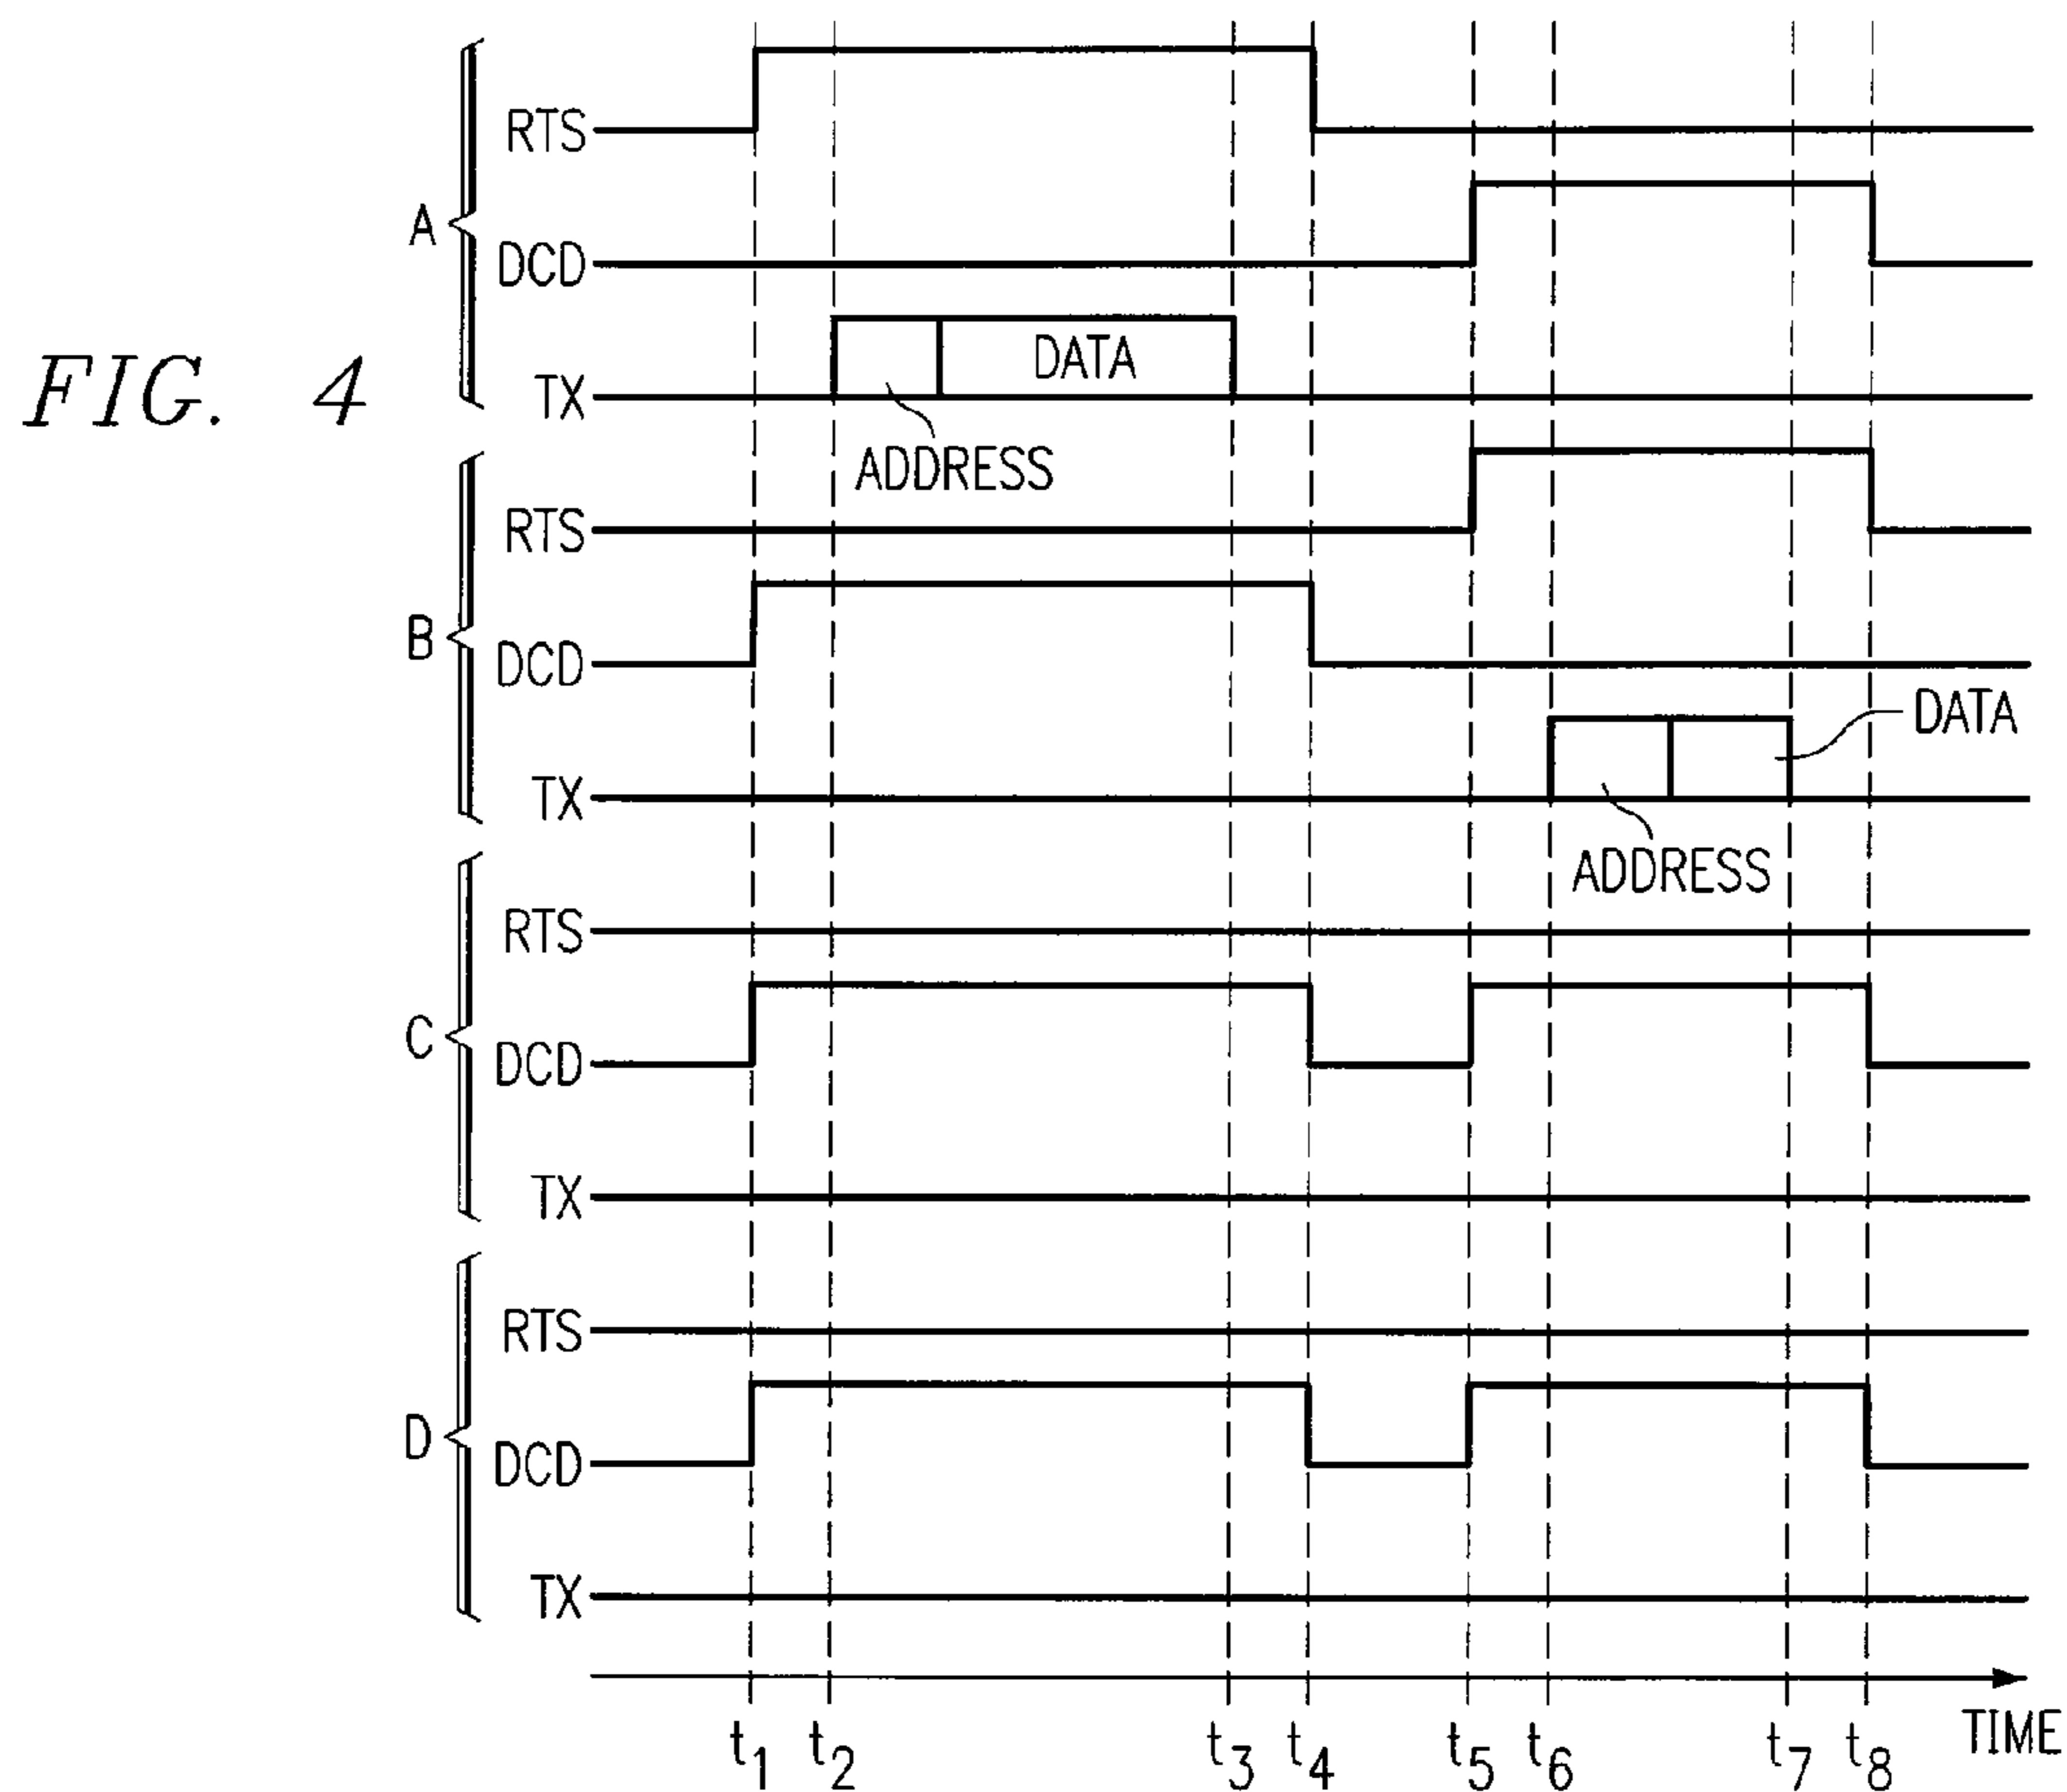 FIG. 4
A
RTS
DCD
TX
DATA
ADDRESS
B
RTS
DCD
TX
DATA
ADDRESS
C
RTS
DCD
TX
D
RTS
DCD
TX
t1 t2 t3 t4 t5 t6 t7 t8 TIME